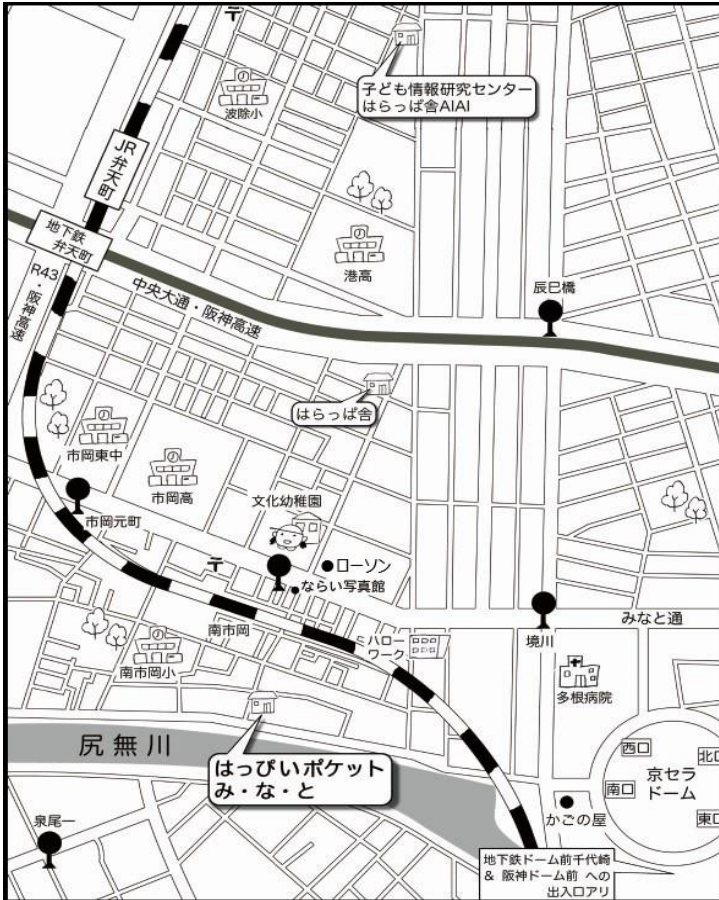 〒
子ども情報研究センター
はらっぱ舎AIAI
波除小
JR弁天町
地下鉄
弁天町
港高
R43・阪神高速
中央大通・阪神高速
辰巳橋
はらっぱ舎
市岡東中
市岡高
文化幼稚園
市岡元町
〒
ローソン
ならい写真館
みなと通
南市岡
ハロー
ワーク
境川
南市岡小
多根病院
尻無川
はっぴいポケット
み・な・と
西口
北口
京セラ
ドーム
南口
東口
かごの屋
泉尾一
地下鉄ドーム前千代崎
& 阪神ドーム前 への
出入口アリ